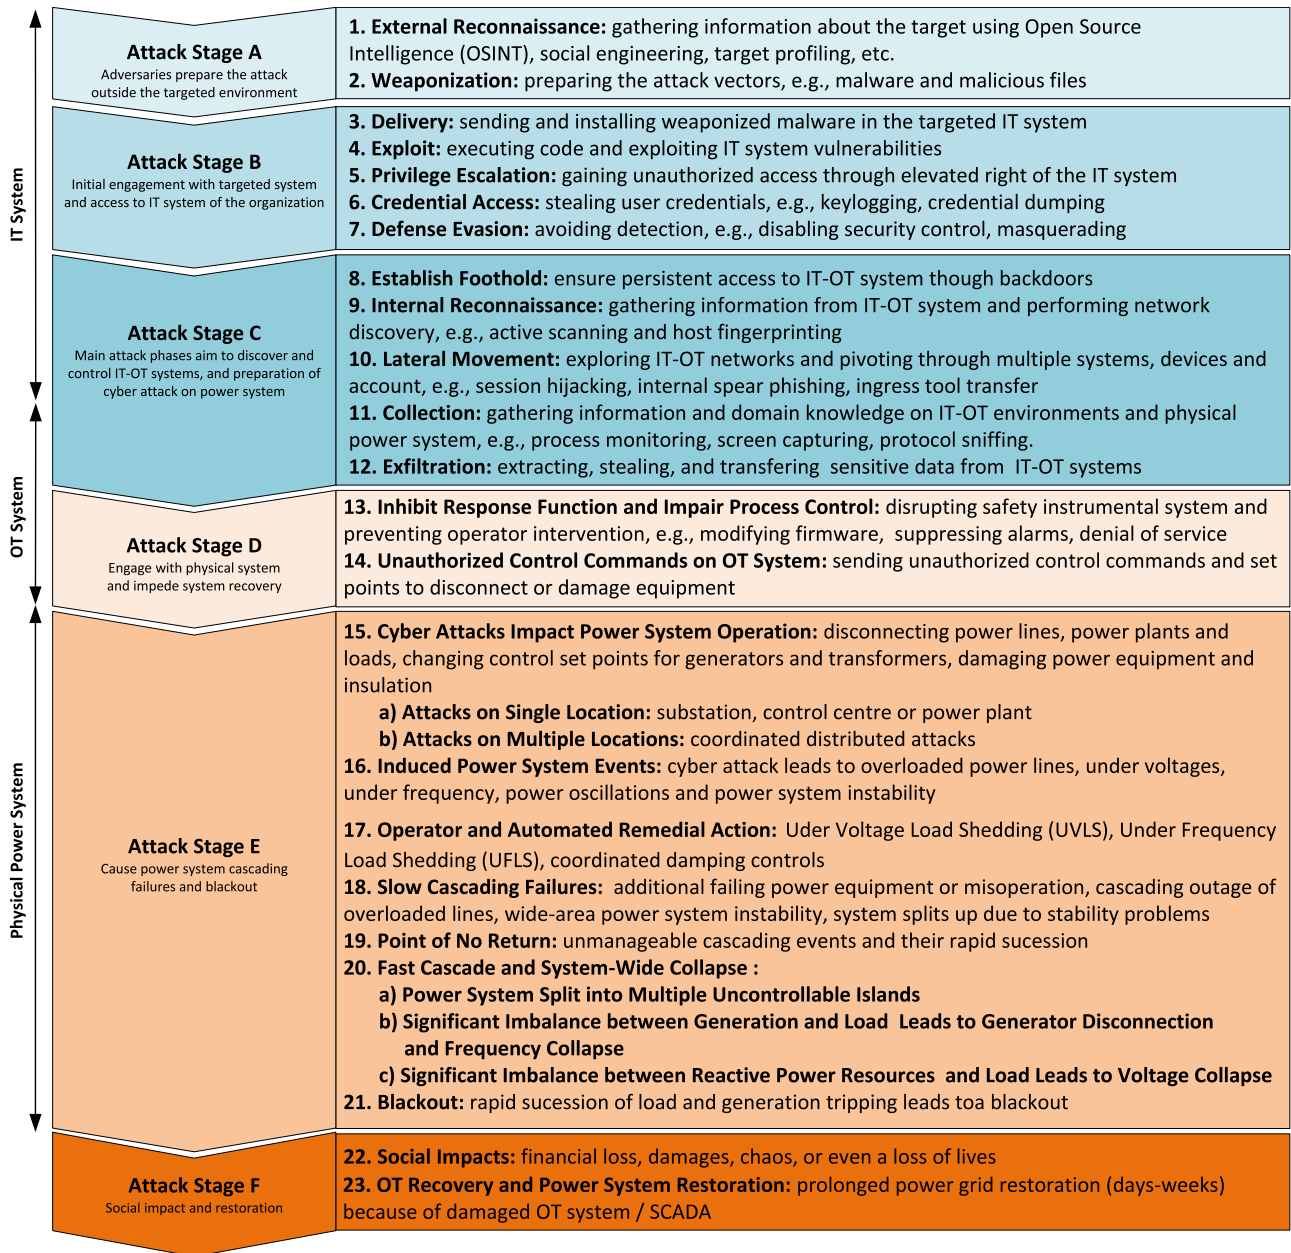 IT System
OT System
Physical Power System
Attack Stage A
Adversaries prepare the attack
outside the targeted environment
1. External Reconnaissance: gathering information about the target using Open Source
Intelligence (OSINT), social engineering, target profiling, etc.
2. Weaponization: preparing the attack vectors, e.g., malware and malicious files
Attack Stage B
Initial engagement with targeted system
and access to IT system of the organization
3. Delivery: sending and installing weaponized malware in the targeted IT system
4. Exploit: executing code and exploiting IT system vulnerabilities
5. Privilege Escalation: gaining unauthorized access through elevated right of the IT system
6. Credential Access: stealing user credentials, e.g., keylogging, credential dumping
7. Defense Evasion: avoiding detection, e.g., disabling security control, masquerading
Attack Stage C
Main attack phases aim to discover and
control IT-OT systems, and preparation of
cyber attack on power system
8. Establish Foothold: ensure persistent access to IT-OT system though backdoors
9. Internal Reconnaissance: gathering information from IT-OT system and performing network
discovery, e.g., active scanning and host fingerprinting
10. Lateral Movement: exploring IT-OT networks and pivoting through multiple systems, devices and
account, e.g., session hijacking, internal spear phishing, ingress tool transfer
11. Collection: gathering information and domain knowledge on IT-OT environments and physical
power system, e.g., process monitoring, screen capturing, protocol sniffing.
12. Exfiltration: extracting, stealing, and transfering sensitive data from IT-OT systems
Attack Stage D
Engage with physical system
and impede system recovery
13. Inhibit Response Function and Impair Process Control: disrupting safety instrumental system and
preventing operator intervention, e.g., modifying firmware, suppressing alarms, denial of service
14. Unauthorized Control Commands on OT System: sending unauthorized control commands and set
points to disconnect or damage equipment
Attack Stage E
Cause power system cascading
failures and blackout
15. Cyber Attacks Impact Power System Operation: disconnecting power lines, power plants and
loads, changing control set points for generators and transformers, damaging power equipment and
insulation
a) Attacks on Single Location: substation, control centre or power plant
b) Attacks on Multiple Locations: coordinated distributed attacks
16. Induced Power System Events: cyber attack leads to overloaded power lines, under voltages,
under frequency, power oscillations and power system instability
17. Operator and Automated Remedial Action: Uder Voltage Load Shedding (UVLS), Under Frequency
Load Shedding (UFLS), coordinated damping controls
18. Slow Cascading Failures: additional failing power equipment or misoperation, cascading outage of
overloaded lines, wide-area power system instability, system splits up due to stability problems
19. Point of No Return: unmanageable cascading events and their rapid sucession
20. Fast Cascade and System-Wide Collapse :
a) Power System Split into Multiple Uncontrollable Islands
b) Significant Imbalance between Generation and Load Leads to Generator Disconnection
and Frequency Collapse
c) Significant Imbalance between Reactive Power Resources and Load Leads to Voltage Collapse
21. Blackout: rapid sucession of load and generation tripping leads toa blackout
Attack Stage F
Social impact and restoration
22. Social Impacts: financial loss, damages, chaos, or even a loss of lives
23. OT Recovery and Power System Restoration: prolonged power grid restoration (days-weeks)
because of damaged OT system / SCADA